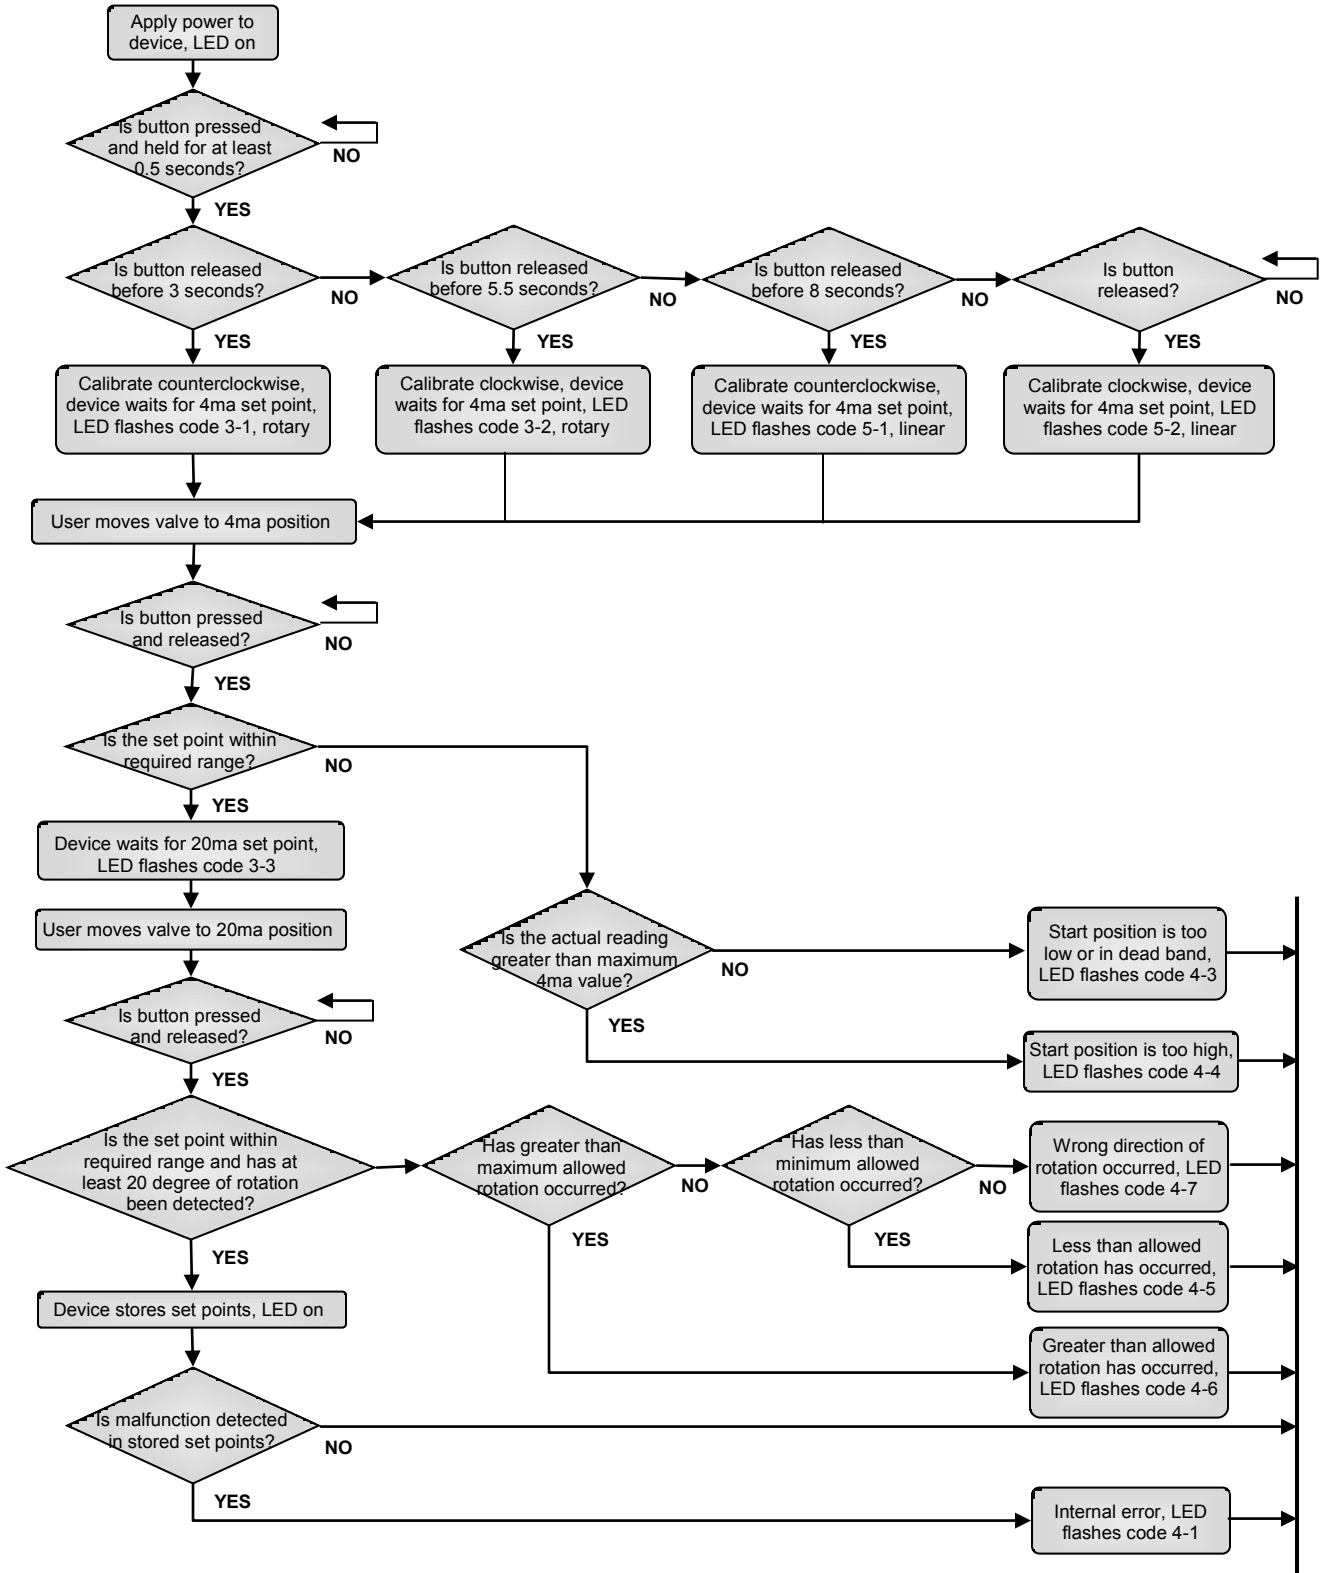 Apply power to
device, LED on
Is button pressed
and held for at least
0.5 seconds?
NO
YES
Is button released
before 3 seconds?
NO
YES
Is button released
before 5.5 seconds?
NO
YES
Is button released
before 8 seconds?
NO
YES
Is button
released?
NO
YES
Calibrate counterclockwise,
device waits for 4ma set point,
LED flashes code 3-1, rotary
Calibrate clockwise, device
waits for 4ma set point, LED
flashes code 3-2, rotary
Calibrate counterclockwise,
device waits for 4ma set point,
LED flashes code 5-1, linear
Calibrate clockwise, device
waits for 4ma set point, LED
flashes code 5-2, linear
User moves valve to 4ma position
Is button pressed
and released?
NO
YES
Is the set point within
required range?
NO
YES
Device waits for 20ma set point,
LED flashes code 3-3
User moves valve to 20ma position
Is the actual reading
greater than maximum
4ma value?
NO
YES
Start position is too
low or in dead band,
LED flashes code 4-3
Start position is too high,
LED flashes code 4-4
Is button pressed
and released?
NO
YES
Is the set point within
required range and has at
least 20 degree of rotation
been detected?
YES
Has greater than
maximum allowed
rotation occurred?
NO
YES
Has less than
minimum allowed
rotation occurred?
NO
YES
Wrong direction of
rotation occurred, LED
flashes code 4-7
Less than allowed
rotation has occurred,
LED flashes code 4-5
Greater than allowed
rotation has occurred,
LED flashes code 4-6
Device stores set points, LED on
Is malfunction detected
in stored set points?
NO
YES
Internal error, LED
flashes code 4-1